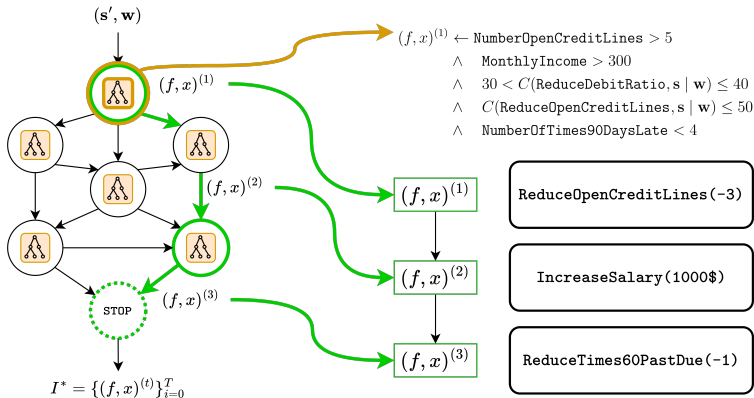 (s′, w)
(f, x)⁽¹⁾
(f, x)⁽²⁾
(f, x)⁽³⁾
STOP
I* = {(f, x)⁽ᵗ⁾}ᵀᵢ₌₀
(f, x)⁽¹⁾ ← NumberOpenCreditLines > 5
∧ MonthlyIncome > 300
∧ 30 < C(ReduceDebitRatio, s | w) ≤ 40
∧ C(ReduceOpenCreditLines, s | w) ≤ 50
∧ NumberOfTimes90DaysLate < 4
(f, x)⁽¹⁾
ReduceOpenCreditLines(-3)
(f, x)⁽²⁾
IncreaseSalary(1000$)
(f, x)⁽³⁾
ReduceTimes60PastDue(-1)